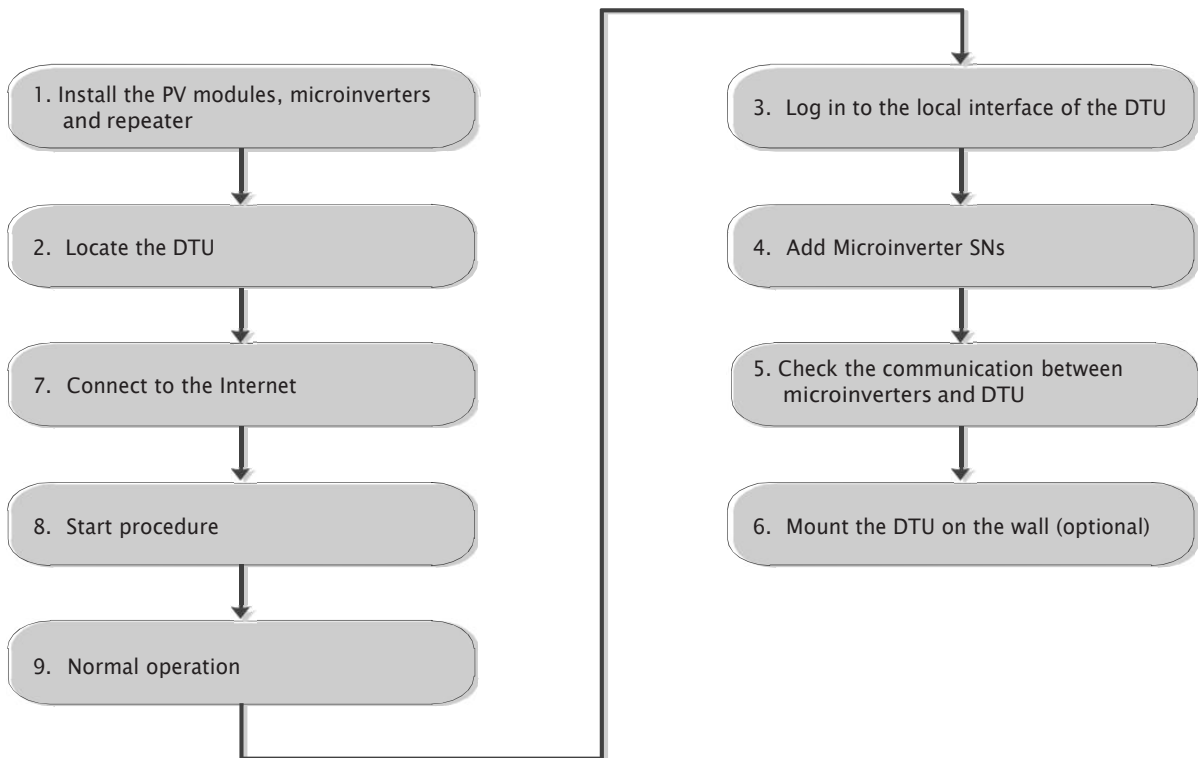 1. Install the PV modules, microinverters
and repeater
2. Locate the DTU
7. Connect to the Internet
8. Start procedure
9. Normal operation
3. Log in to the local interface of the DTU
4. Add Microinverter SNs
5. Check the communication between
microinverters and DTU
6. Mount the DTU on the wall (optional)